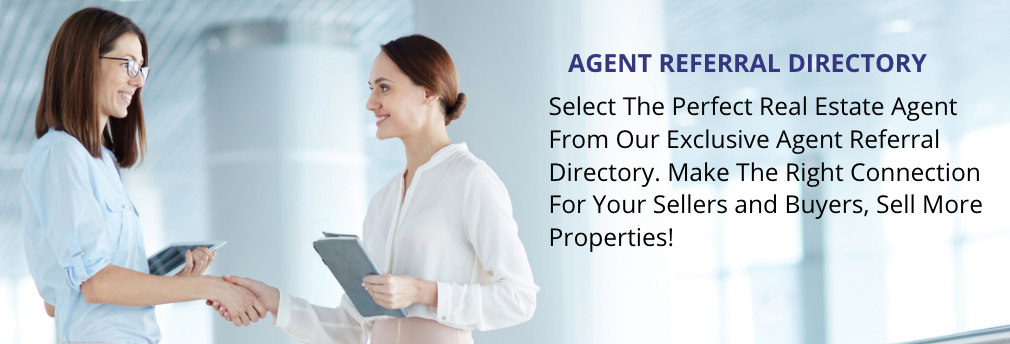 AGENT REFERRAL DIRECTORY
Select The Perfect Real Estate Agent
From Our Exclusive Agent Referral
Directory. Make The Right Connection
For Your Sellers and Buyers, Sell More
Properties!